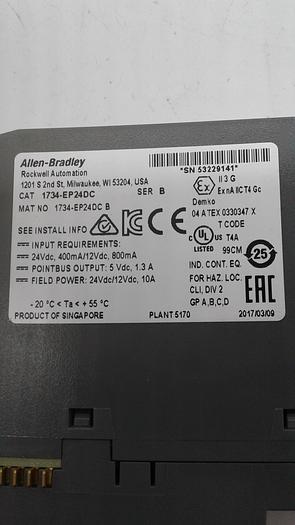 Allen-Bradley
Rockwell Automation
1201 S 2nd St, Milwaukee, WI 53204, USA
CAT 1734-EP24DC SER B
MAT NO 1734-EP24DC B
SEE INSTALL INFO
INPUT REQUIREMENTS:
24Vdc, 400mA/12Vdc, 800mA
POINTBUS OUTPUT: 5 Vdc, 1.3 A
FIELD POWER: 24Vdc/12Vdc, 10A
-20 °C < Ta < +55 °C
PRODUCT OF SINGAPORE
PLANT 5170
*SN 53229141*
Ex
II 3 G
Ex nA IIC T4 Gc
Demko
04 ATEX 0330347 X
T CODE
T4A
c UL US
LISTED 99CM
IND. CONT. EQ.
FOR HAZ. LOC.
CLI, DIV 2
GP A,B,C,D
25
EAC
2017/03/09